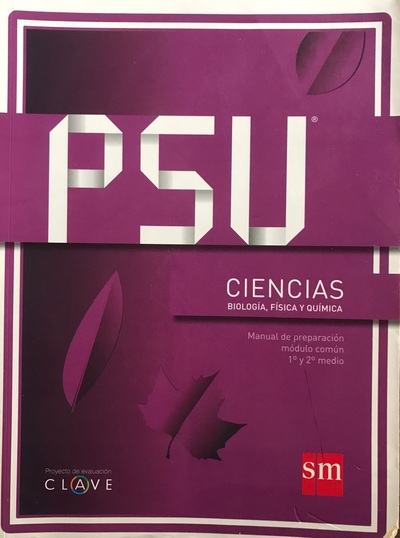 PSU®
CIENCIAS
BIOLOGÍA, FÍSICA Y QUÍMICA
Manual de preparación
módulo común
1º y 2º medio
Proyecto de evaluación
CLAVE
sm